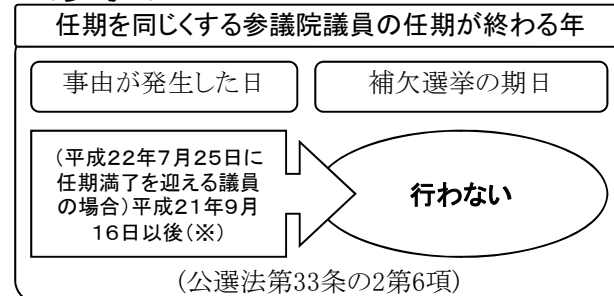 任期を同じくする参議院議員の任期が終わる年
事由が発生した日
補欠選挙の期日
(平成22年7月25日に
任期満了を迎える議員
の場合)平成21年9月
16日以後(※)
行わない
(公選法第33条の2第6項)